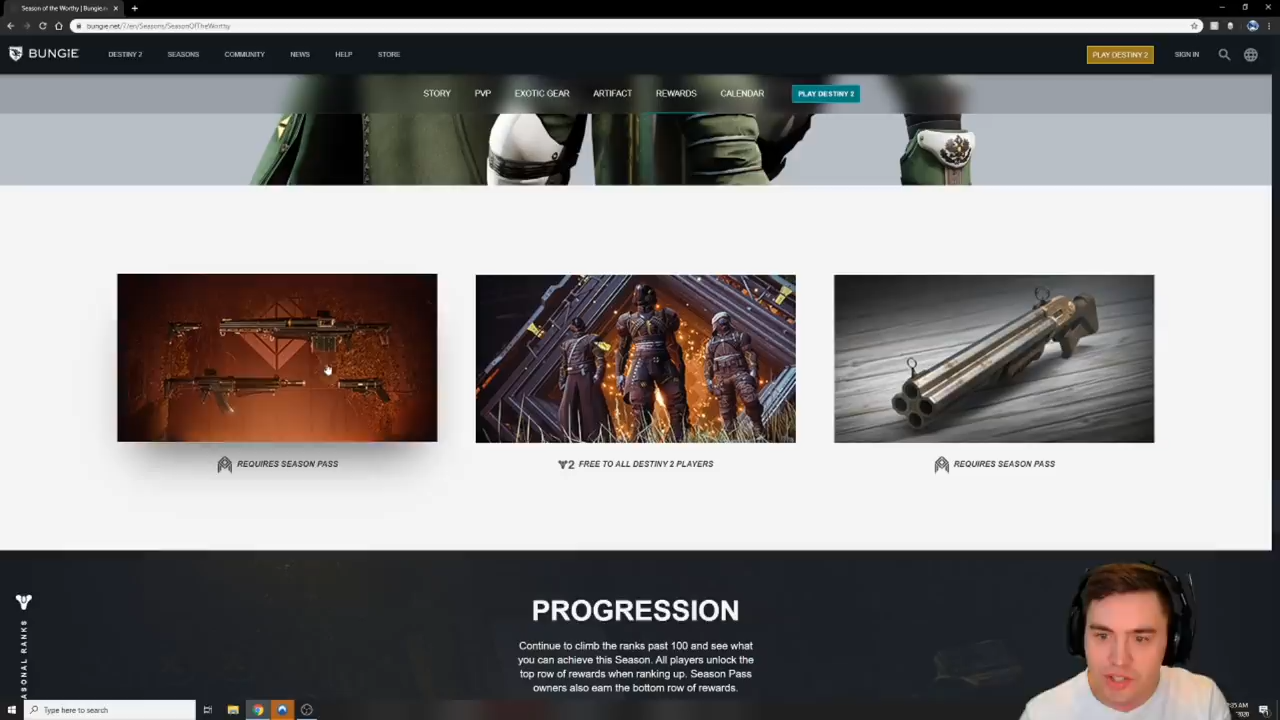 Season of the Worthy | Bungie.n
bungie.net/7/en/Seasons/SeasonOfTheWorthy
BUNGIE
DESTINY 2
SEASONS
COMMUNITY
NEWS
HELP
STORE
PLAY DESTINY 2
SIGN IN
STORY
PVP
EXOTIC GEAR
ARTIFACT
REWARDS
CALENDAR
PLAY DESTINY 2
REQUIRES SEASON PASS
2 FREE TO ALL DESTINY 2 PLAYERS
REQUIRES SEASON PASS
PROGRESSION
Continue to climb the ranks past 100 and see what
you can achieve this Season. All players unlock the
top row of rewards when ranking up. Season Pass
owners also earn the bottom row of rewards.
ASONAL RANKS
Type here to search